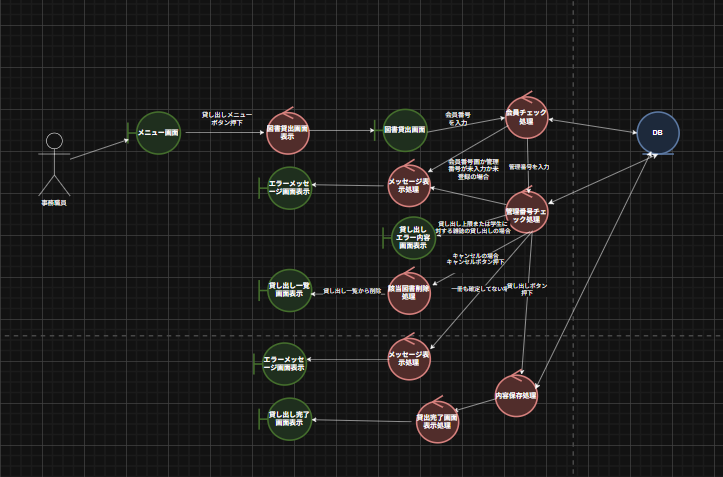 貸し出しメニュー
ボタン押下
会員番号
を入力
会員チェック
処理
メニュー画面
図書貸出画面
表示
図書貸出画面
DB
会員番号画か管理
番号が未入力か未
登録の場合
管理番号を入力
エラーメッセ
ージ画面表示
メッセージ表
示処理
事務職員
管理番号チェ
ック処理
貸し出し上限または学生に
対する雑誌の貸し出しの場合
貸し出し
エラー内容
画面表示
キャンセルの場合
キャンセルボタン押下
貸し出し一覧
画面表示
貸し出し一覧から削除
該当図書削除
処理
一冊も確定してない
貸し出しボタン
押下
エラーメッセ
ージ画面表示
メッセージ表
示処理
内容保存処理
貸し出し完了
画面表示
貸出完了画面
表示処理